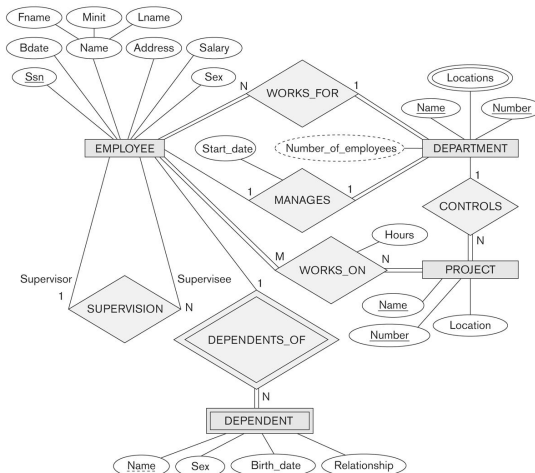 Fname Minit Lname
Bdate Name Address Salary
Ssn Sex
N WORKS_FOR 1
Locations
Name Number
EMPLOYEE Start_date Number_of_employees DEPARTMENT
1 MANAGES 1
1
CONTROLS
N
Hours
M WORKS_ON N PROJECT
Supervisor Supervisee
1 SUPERVISION N
1
Name
Number Location
DEPENDENTS_OF
N
DEPENDENT
Name Sex Birth_date Relationship